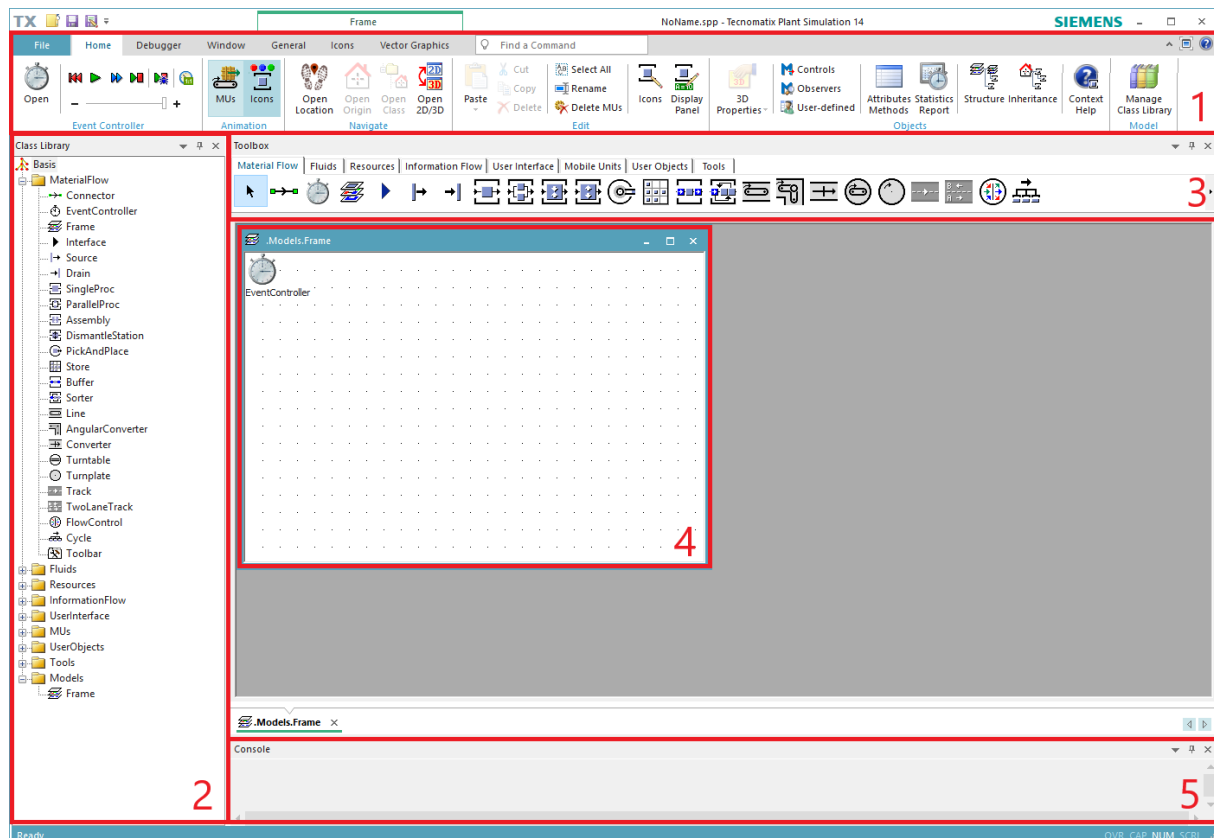 TX Frame NoName.spp - Tecnomatix Plant Simulation 14 SIEMENS
File Home Debugger Window General Icons Vector Graphics Find a Command
Open
Event Controller
MUs Icons
Animation
Open Location Open Origin Open Class Open 2D/3D
Navigate
Paste
Cut Select All
Copy Rename
Delete Delete MUs
Icons Display Panel
Edit
3D Properties
Controls
Observers
User-defined
Attributes Methods Statistics Report Structure Inheritance Context Help
Objects
Manage Class Library
Model
1
Class Library
Basis
MaterialFlow
Connector
EventController
Frame
Interface
Source
Drain
SingleProc
ParallelProc
Assembly
DismantleStation
PickAndPlace
Store
Buffer
Sorter
Line
AngularConverter
Converter
Turntable
Turnplate
Track
TwoLaneTrack
FlowControl
Cycle
Toolbar
Fluids
Resources
InformationFlow
UserInterface
MUs
UserObjects
Tools
Models
Frame
2
Toolbox
Material Flow Fluids Resources Information Flow User Interface Mobile Units User Objects Tools
3
.Models.Frame
EventController
4
.Models.Frame
Console
5
Ready OVR CAP NUM SCRL